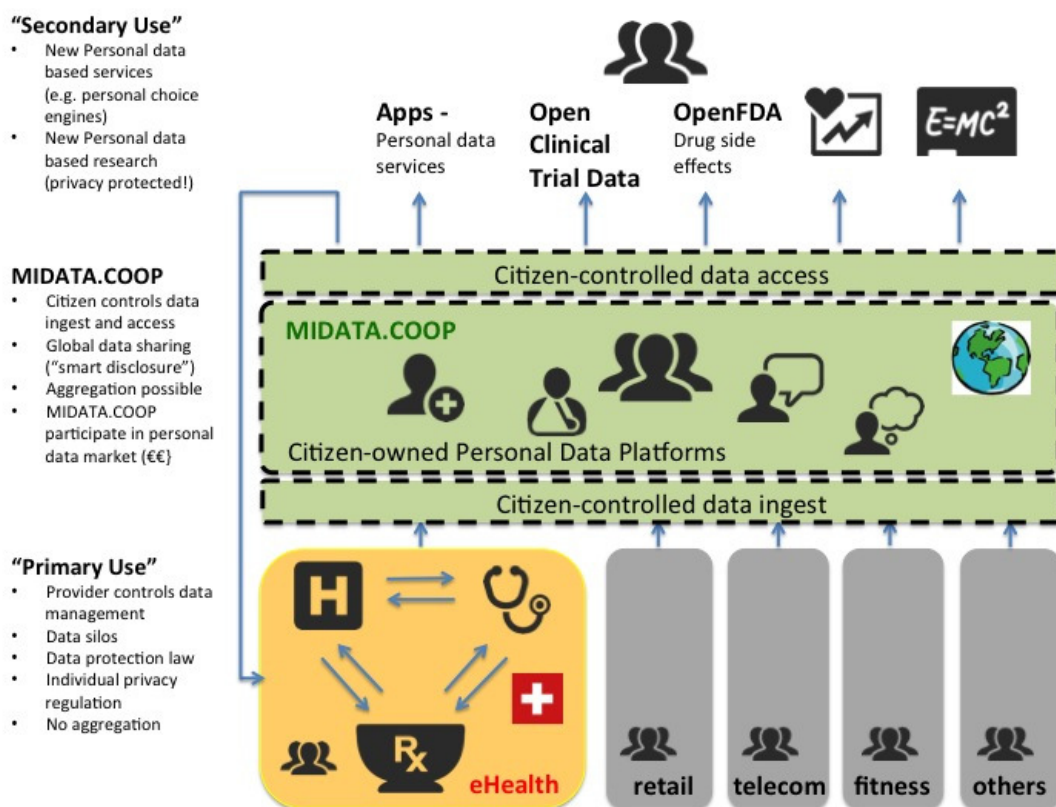 “Secondary Use”
• New Personal data
based services
(e.g. personal choice
engines)
• New Personal data
based research
(privacy protected!)
Apps -
Personal data
services
Open
Clinical
Trial Data
OpenFDA
Drug side
effects
E=MC²
Citizen-controlled data access
MIDATA.COOP
• Citizen controls data
ingest and access
• Global data sharing
(“smart disclosure”)
• Aggregation possible
• MIDATA.COOP
participate in personal
data market (€€}
MIDATA.COOP
Citizen-owned Personal Data Platforms
Citizen-controlled data ingest
“Primary Use”
• Provider controls data
management
• Data silos
• Data protection law
• Individual privacy
regulation
• No aggregation
H
Rx
eHealth
retail
telecom
fitness
others